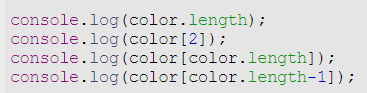 console.log(color.length);
console.log(color[2]);
console.log(color[color.length]);
console.log(color[color.length-1]);